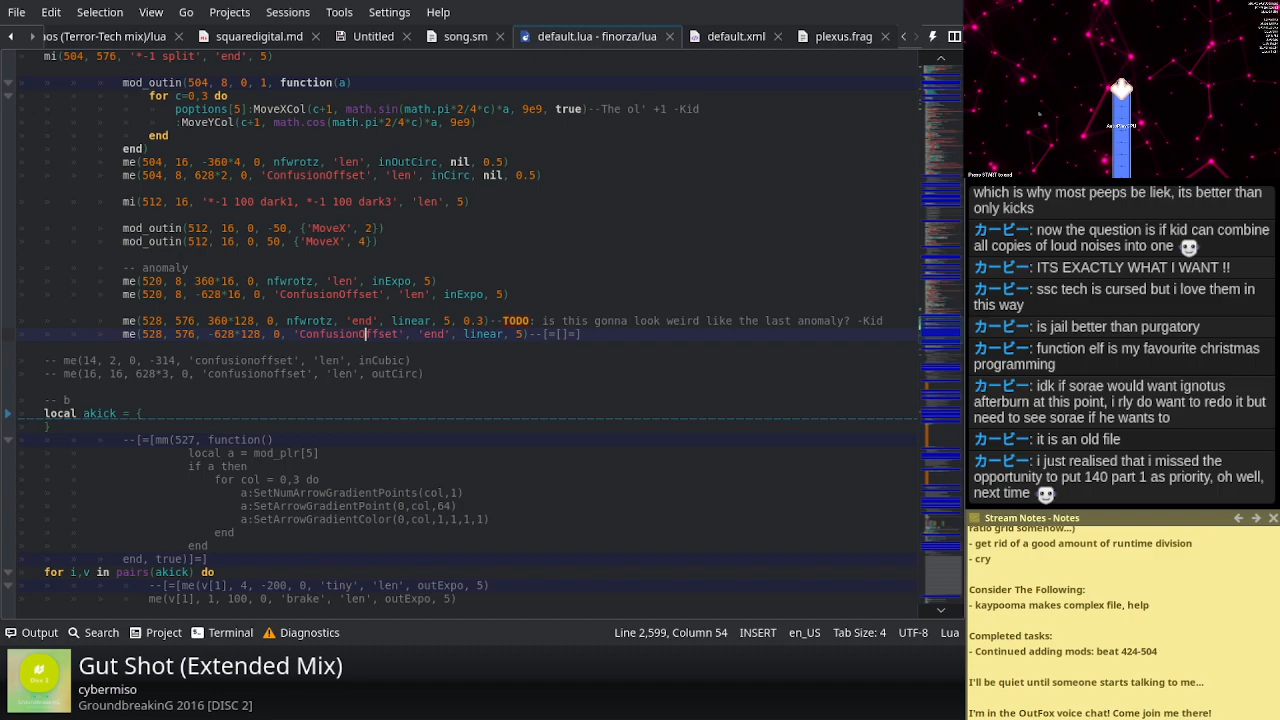 File Edit Selection View Go Projects Sessions Tools Settings Help
aos (Terror-Tech mix)/lua squaredigital.md Untitled song.sm default.lua - finorza/lua default.xml plexus.frag
mi(504, 576, '*-1 split', 'end', 5)
mod_outin(504, 8, 0, 1, function(a)
for c=0,3 do
poptions[5]:MoveXCol(c+1, math.sin(math.pi*2/4*c)*a, 9e9, true)--The ol' +1 -Kid
:MoveYCol(c+1, math.cos(math.pi*2/4*c)*a, 9e9)
end
end)
me(504, 16, -360*4, 0, nfwrotz, 'len', inOutCirc, nil, 0.5)
me(504, 8, 628*2, 0, 'ConfusionOffset', 'len', inCirc, nil, 0.5)
mi(512, 16, '*-1 100 dark1, *-1 100 dark3', 'len', 5)
mod_outin(512, 16, 0, -50, {'MoveX', 2})
mod_outin(512, 16, 0, 50, {'MoveX', 4})
-- anomaly
me(520, 8, 360*16, 0, nfwrotz, 'len', inExpo, 5)
me(520, 8, -628*16, 0, 'ConfusionOffset', 'len', inExpo, 5)
me(528, 576, 360*128, 0, nfwrotz, 'end', linear, 5, 0.3)--TODO: is this gonna look weird like the last anomaly? -Kid
me(528, 576, -628*128, 0, 'ConfusionOffset', 'end', linear, 5)--[=[]=]
-- me(14, 2, 0, -314, 'confusionoffset', 'len', inCubic)
-- me(16, 16, 628*3, 0, 'confusionoffset', 'len', outCirc)
-- b
local akick = {
}
--[=[mm(527, function()
local a = mod_plr[5]
if a then
for col = 0,3 do
a:SetNumArrowGradientPoints(col,1)
a:SetArrowGradientPoint(0,col,64)
a:SetArrowGradientColor(0,col,1,1,1,1)
end
end
end, true)]=]
for i,v in pairs(akick) do
--[=[me(v[1], 4, -200, 0, 'tiny', 'len', outExpo, 5)
me(v[1], 1, 100, 0, 'brake', 'len', outExpo, 5)
Output Search Project Terminal Diagnostics Line 2,599, Column 54 INSERT en_US Tab Size: 4 UTF-8 Lua
Gut Shot (Extended Mix)
cybermiso
GroundbreakinG 2016 [DISC 2]
Press START to end
which is why most peeps be liek, its better than
only kicks
カービー: now the question is if kid can combine
all copies of loud noises into one
カービー: ITS EXACTLY WHAT I WANT !!
カービー: ssc tech is cursed but i love them
in this way
カービー: is jail better than purgatory
カービー: function elf is my favourite christmas
programming
カービー: idk if sorae would want ignotus
afterburn at this point, i rly do want to redo it but
need to see sorae if he wants to
カービー: it is an old file
カービー: i just realised that i missed the
opportunity to put 140 part 1 as priority, oh well,
next time
Stream Notes - Notes
ratio grid somehow...)
- get rid of a good amount of runtime division
- cry
Consider The Following:
- kaypooma makes complex file, help
Completed tasks:
- Continued adding mods: beat 424-504
I'll be quiet until someone starts talking to me...
I'm in the OutFox voice chat! Come join me there!